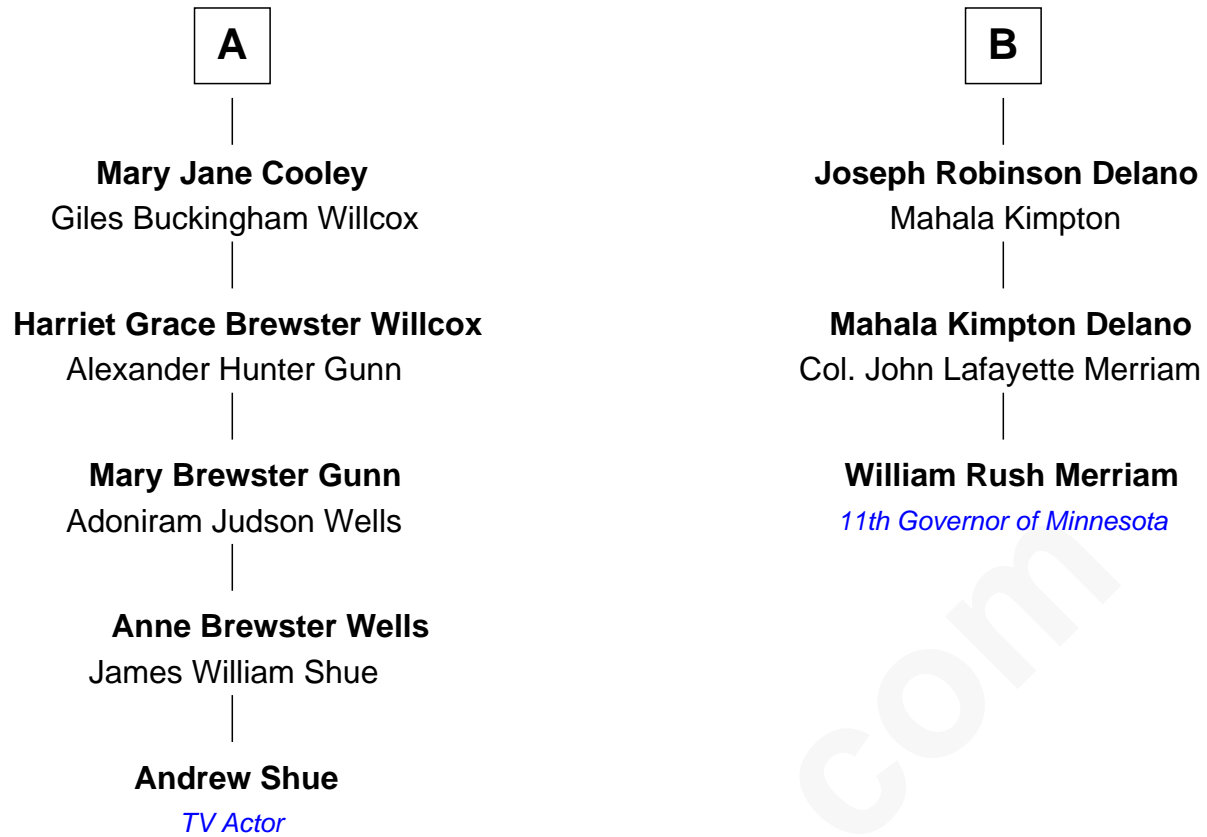 A
Mary Jane Cooley
Giles Buckingham Willcox
Harriet Grace Brewster Willcox
Alexander Hunter Gunn
Mary Brewster Gunn
Adoniram Judson Wells
Anne Brewster Wells
James William Shue
Andrew Shue
TV Actor
B
Joseph Robinson Delano
Mahala Kimpton
Mahala Kimpton Delano
Col. John Lafayette Merriam
William Rush Merriam
11th Governor of Minnesota
com